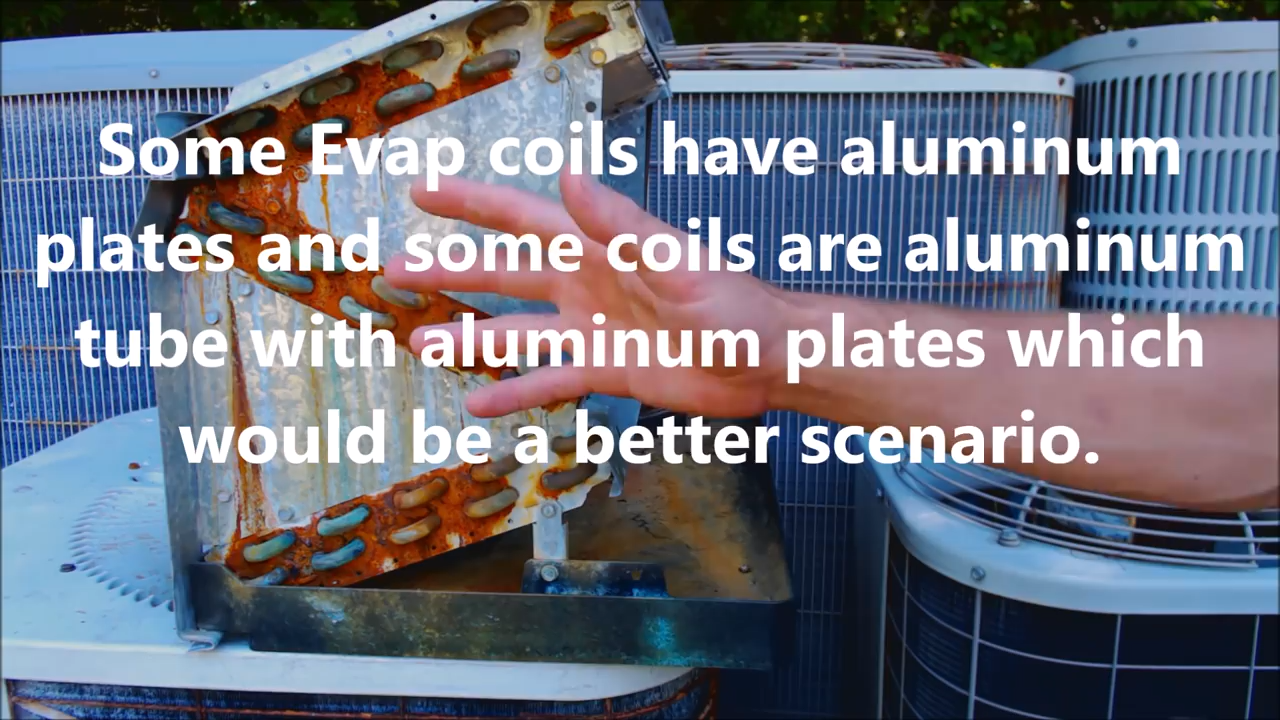 Some Evap coils have aluminum
plates and some coils are aluminum
tube with aluminum plates which
would be a better scenario.